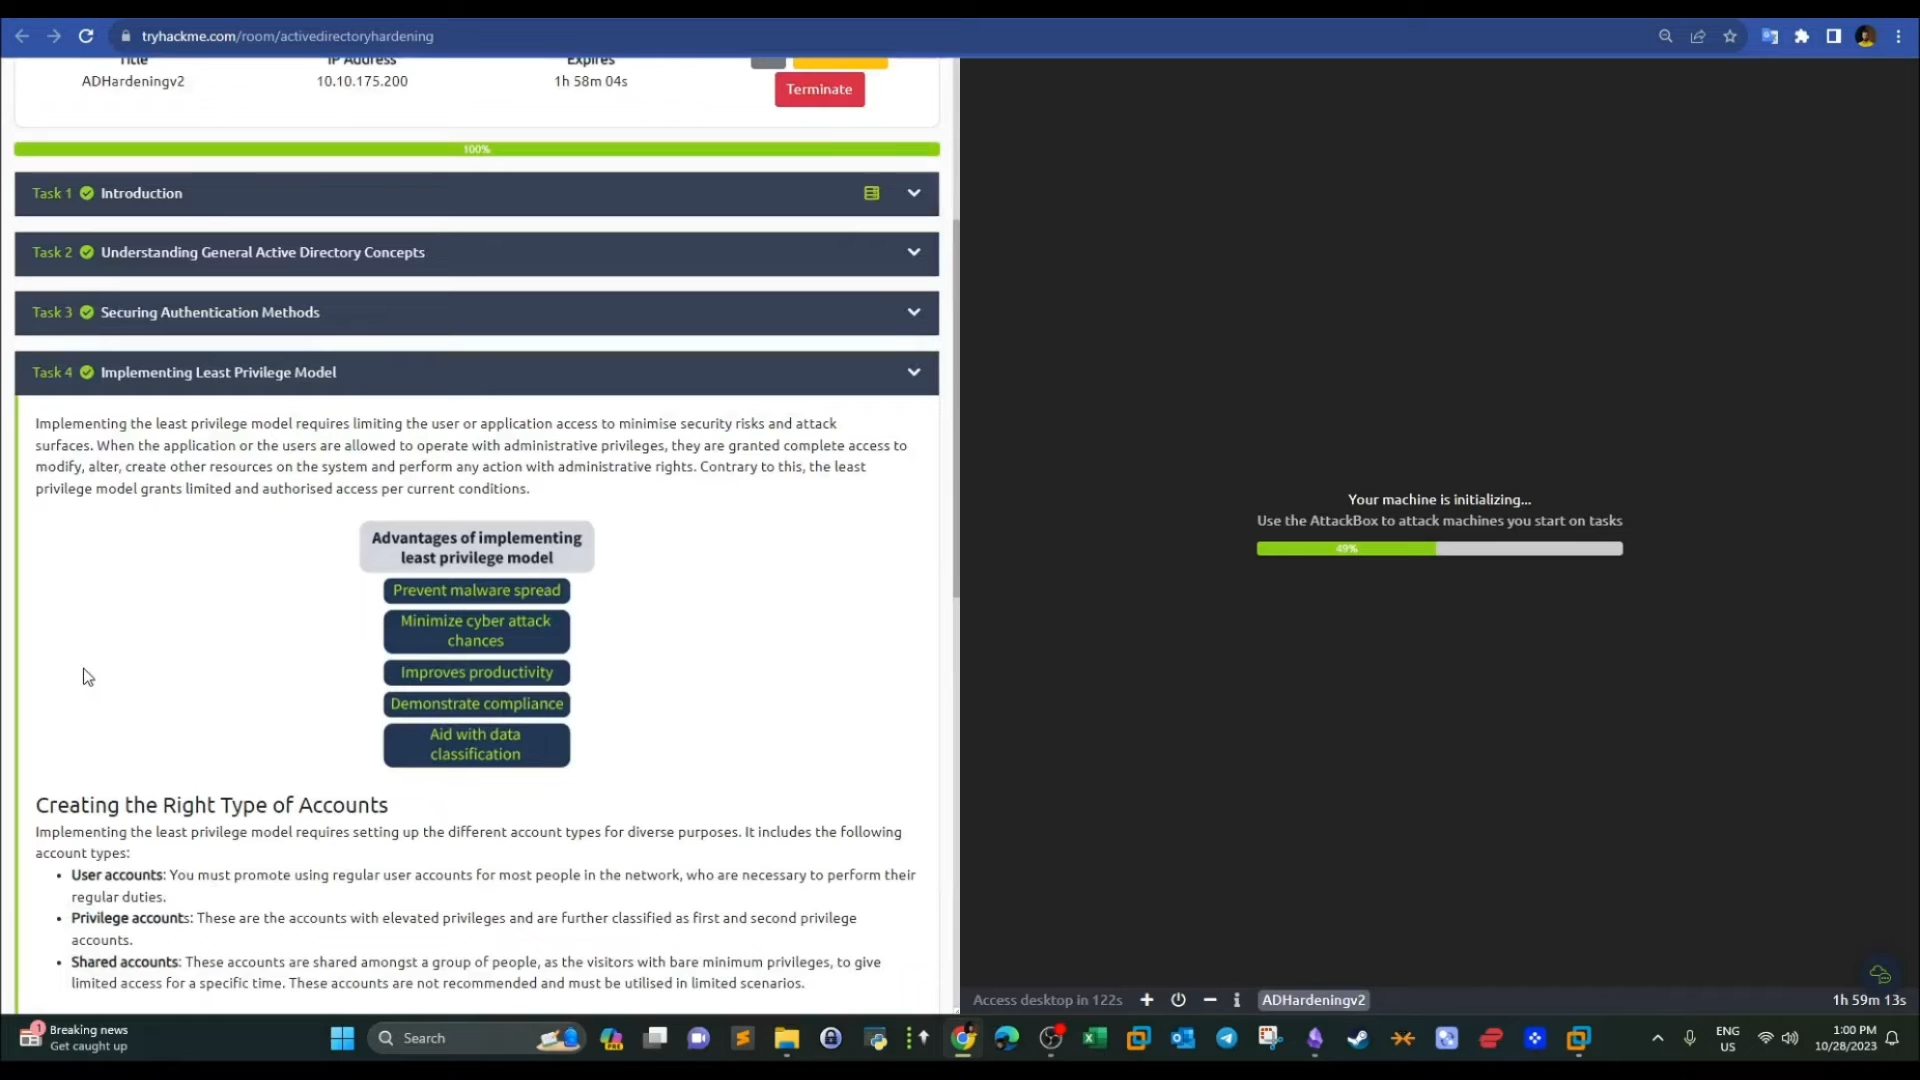 tryhackme.com/room/activedirectoryhardening
Title
IP Address
Expires
ADHardeningv2
10.10.175.200
1h 58m 04s
Terminate
100%
Task 1 Introduction
Task 2 Understanding General Active Directory Concepts
Task 3 Securing Authentication Methods
Task 4 Implementing Least Privilege Model
Implementing the least privilege model requires limiting the user or application access to minimise security risks and attack
surfaces. When the application or the users are allowed to operate with administrative privileges, they are granted complete access to
modify, alter, create other resources on the system and perform any action with administrative rights. Contrary to this, the least
privilege model grants limited and authorised access per current conditions.
Advantages of implementing
least privilege model
Prevent malware spread
Minimize cyber attack
chances
Improves productivity
Demonstrate compliance
Aid with data
classification
Creating the Right Type of Accounts
Implementing the least privilege model requires setting up the different account types for diverse purposes. It includes the following
account types:
• User accounts: You must promote using regular user accounts for most people in the network, who are necessary to perform their
regular duties.
• Privilege accounts: These are the accounts with elevated privileges and are further classified as first and second privilege
accounts.
• Shared accounts: These accounts are shared amongst a group of people, as the visitors with bare minimum privileges, to give
limited access for a specific time. These accounts are not recommended and must be utilised in limited scenarios.
Your machine is initializing...
Use the AttackBox to attack machines you start on tasks
49%
Access desktop in 122s
ADHardeningv2
1h 59m 13s
1
Breaking news
Get caught up
Search
ENG
US
1:00 PM
10/28/2023